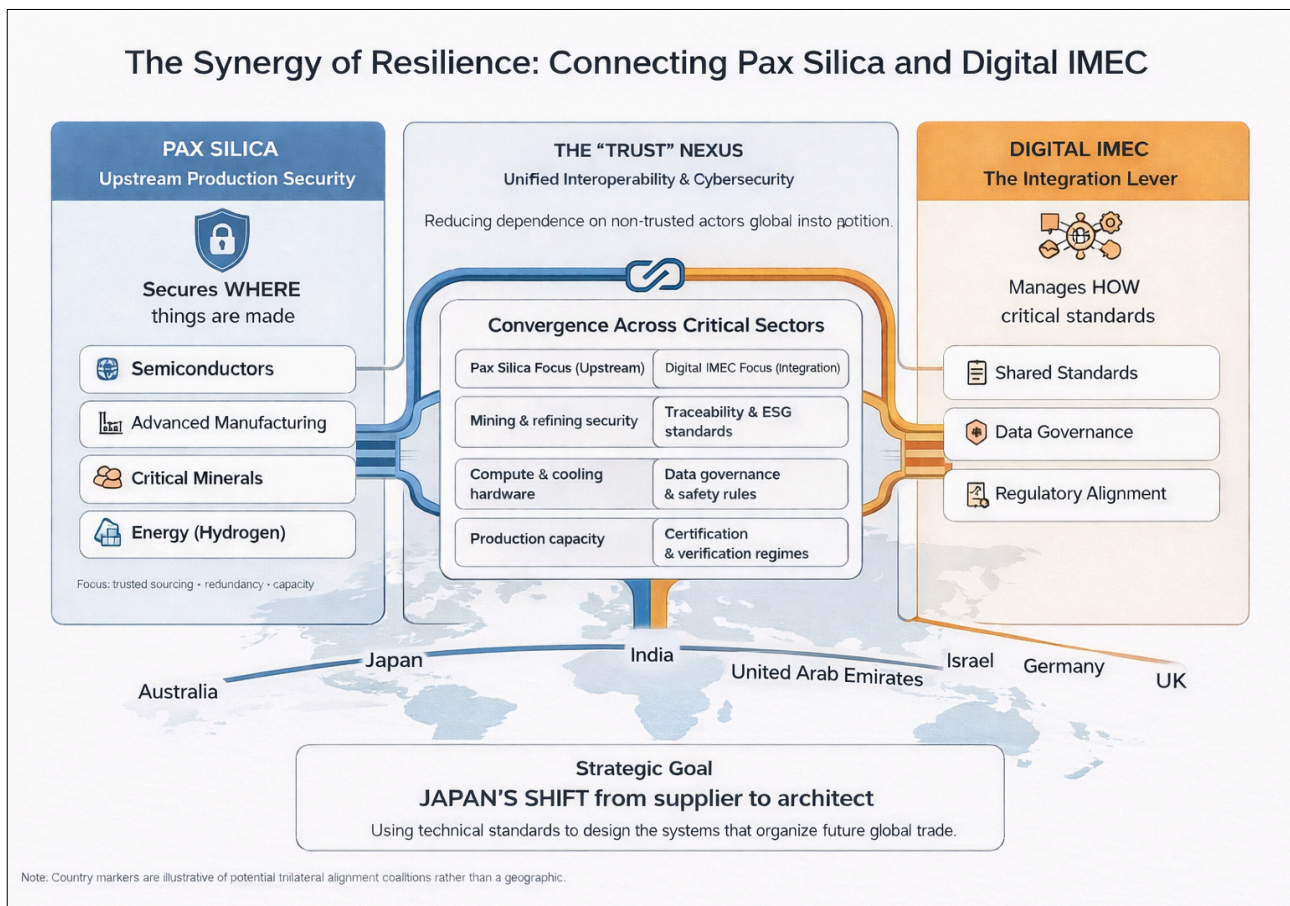 The Synergy of Resilience: Connecting Pax Silica and Digital IMEC
PAX SILICA
Upstream Production Security
Secures WHERE
things are made
Semiconductors
Advanced Manufacturing
Critical Minerals
Energy (Hydrogen)
Focus: trusted sourcing • redundancy • capacity
THE “TRUST” NEXUS
Unified Interoperability & Cybersecurity
Reducing dependence on non-trusted actors global insto potition.
Convergence Across Critical Sectors
Pax Silica Focus (Upstream) Digital IMEC Focus (Integration)
Mining & refining security
Traceability & ESG
standards
Compute & cooling
hardware
Data governance
& safety rules
Production capacity
Certification
& verification regimes
DIGITAL IMEC
The Integration Lever
Manages HOW
critical standards
Shared Standards
Data Governance
Regulatory Alignment
Australia
Japan
India
United Arab Emirates
Israel
Germany
UK
Strategic Goal
JAPAN'S SHIFT from supplier to architect
Using technical standards to design the systems that organize future global trade.
Note: Country markers are illustrative of potential tnilateral alignment coalitions rather than a geographic.